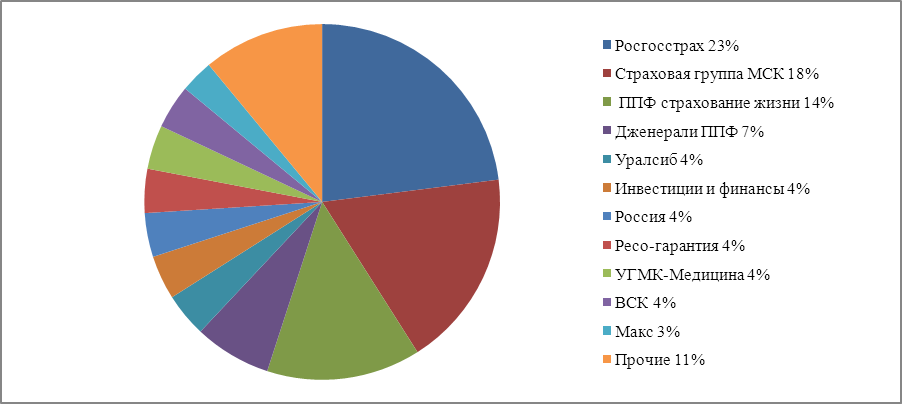 Росгосстрах 23%
Страховая группа МСК 18%
ППФ страхование жизни 14%
Дженерали ППФ 7%
Уралсиб 4%
Инвестиции и финансы 4%
Россия 4%
Ресо-гарантия 4%
УГМК-Медицина 4%
ВСК 4%
Макс 3%
Прочие 11%